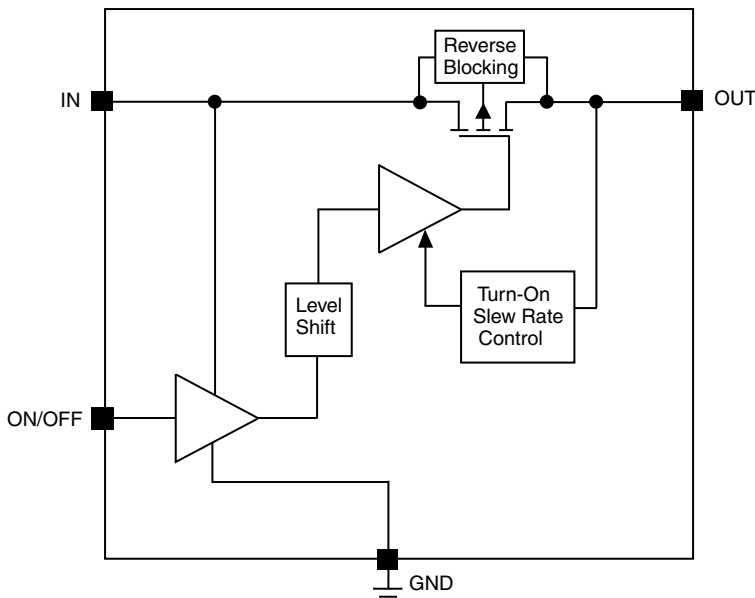 Reverse
Blocking
IN
OUT
Level
Shift
Turn-On
Slew Rate
Control
ON/OFF
GND